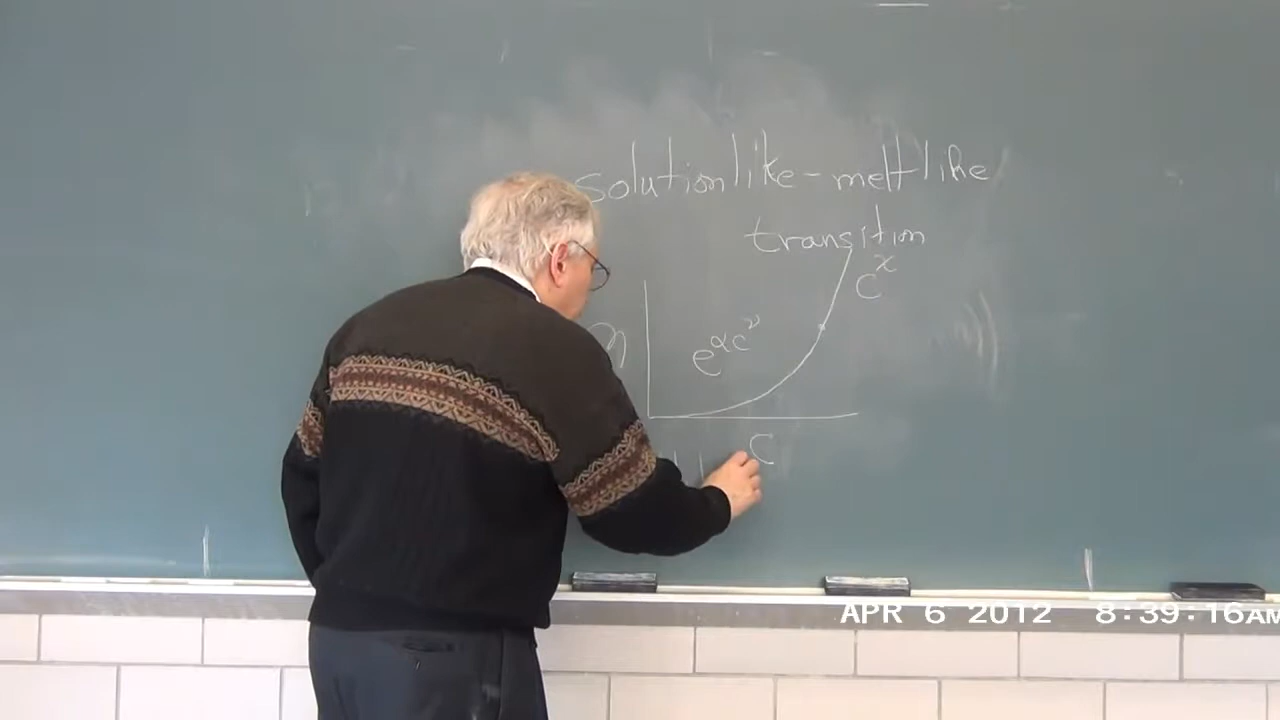 solutionlike-meltlike
transition
c^x
η
e^αc^ν
c
APR 6 2012 8:39:16AM